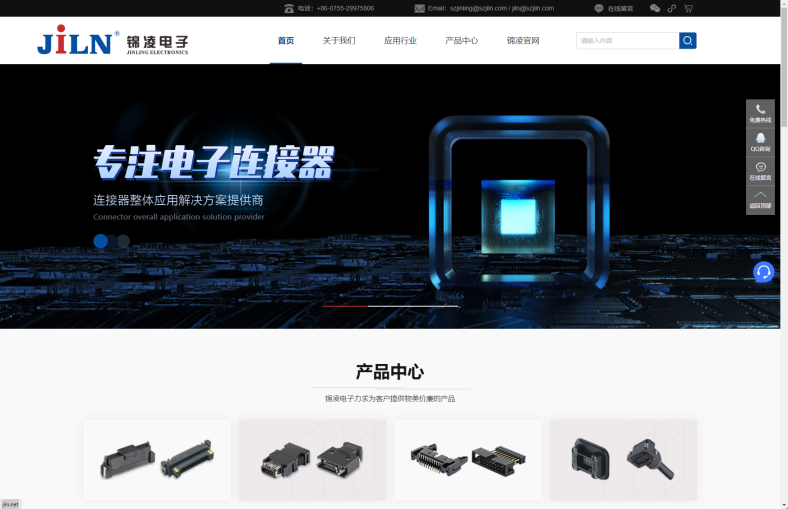 电话：+86-0755-29975806
Email：szjinling@szjiln.com / jiln@szjiln.com
在线留言
JiLN®
锦凌电子
JINLING ELECTRONICS
首页
关于我们
应用行业
产品中心
锦凌官网
请输入内容
免费热线
QQ咨询
在线留言
返回顶部
专注电子连接器
连接器整体应用解决方案提供商
Connector overall application solution provider
产品中心
锦凌电子力求为客户提供物美价廉的产品
jiln.net